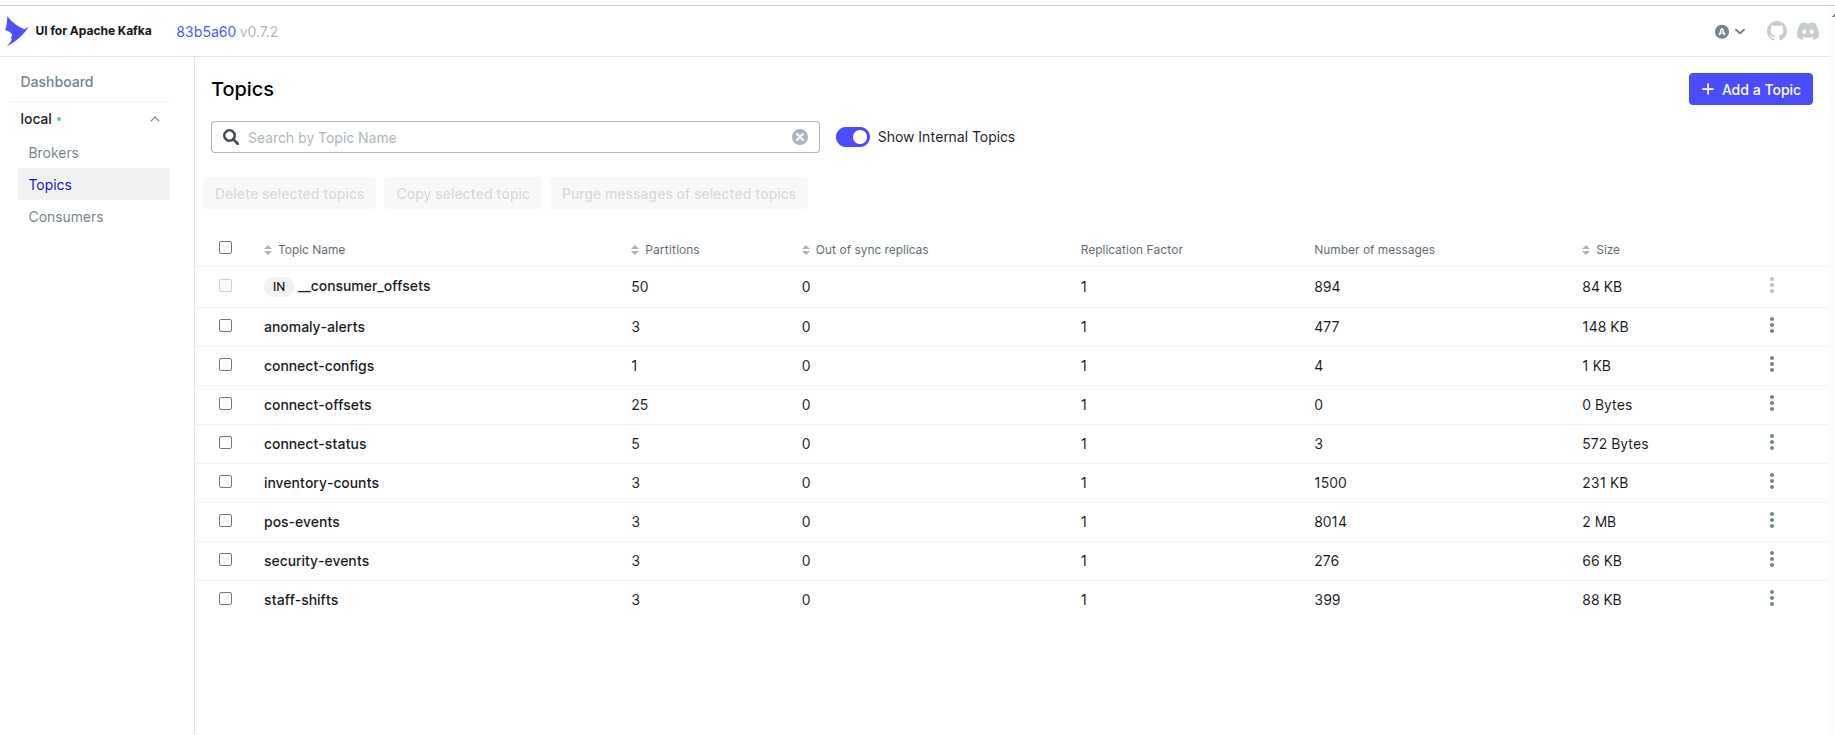 UI for Apache Kafka 83b5a60 v0.7.2 A
Dashboard
local
Brokers
Topics
Consumers
Topics
Add a Topic
Search by Topic Name Show Internal Topics
Delete selected topics Copy selected topic Purge messages of selected topics
Topic Name Partitions Out of sync replicas Replication Factor Number of messages Size
IN __consumer_offsets 50 0 1 894 84 KB
anomaly-alerts 3 0 1 477 148 KB
connect-configs 1 0 1 4 1 KB
connect-offsets 25 0 1 0 0 Bytes
connect-status 5 0 1 3 572 Bytes
inventory-counts 3 0 1 1500 231 KB
pos-events 3 0 1 8014 2 MB
security-events 3 0 1 276 66 KB
staff-shifts 3 0 1 399 88 KB